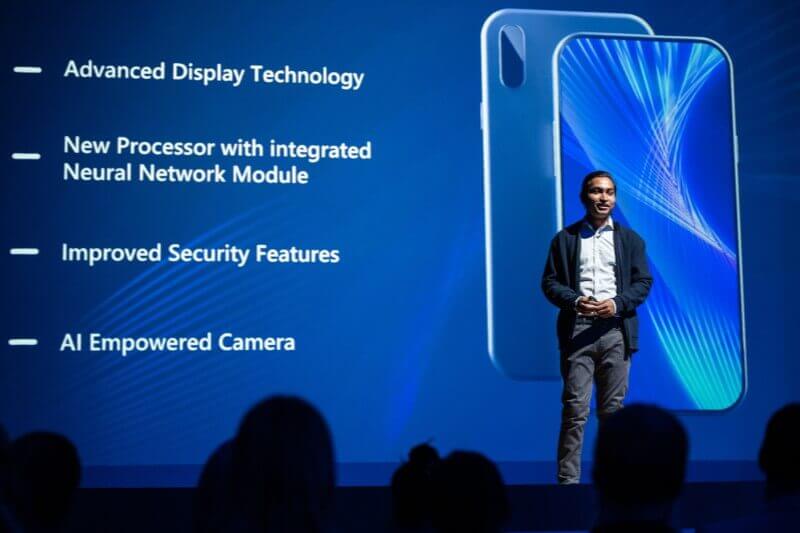 Advanced Display Technology
New Processor with integrated
Neural Network Module
Improved Security Features
AI Empowered Camera